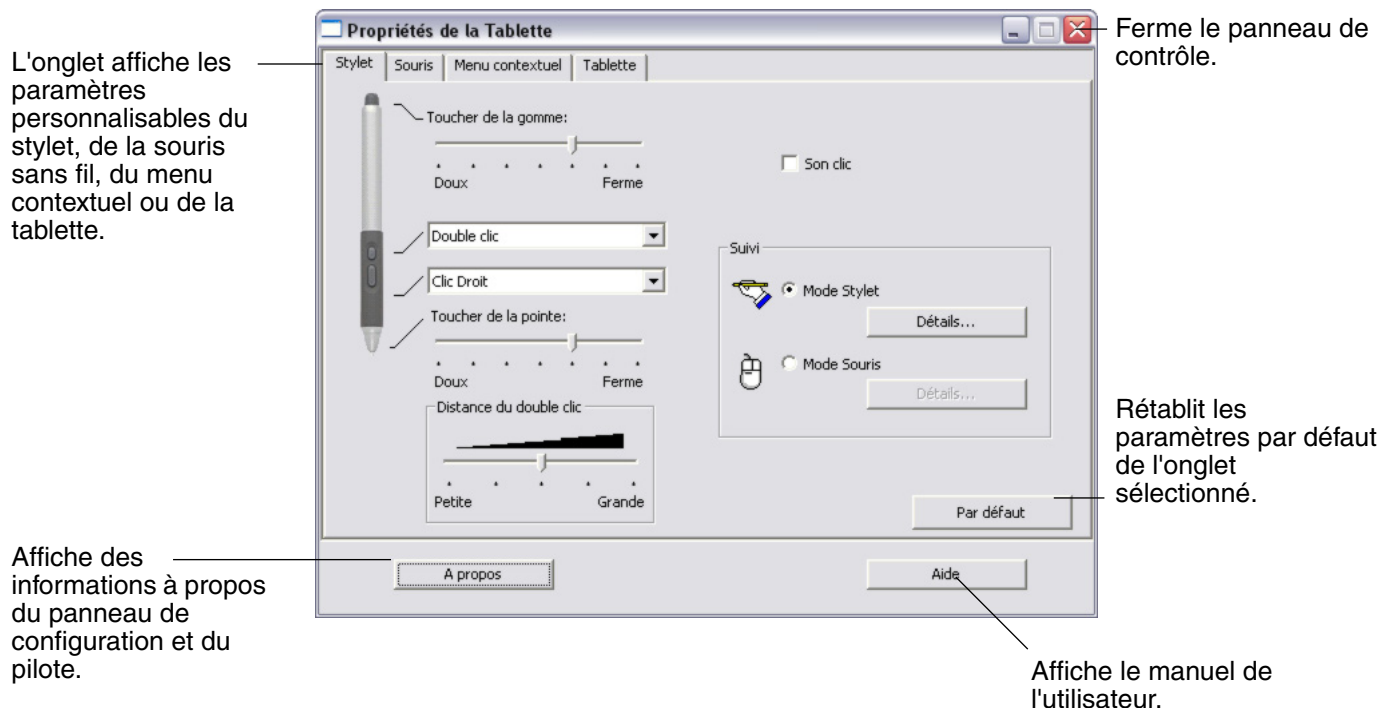 Propriétés de la Tablette
Ferme le panneau de
contrôle.
L'onglet affiche les
paramètres
personnalisables du
stylet, de la souris
sans fil, du menu
contextuel ou de la
tablette.
Stylet
Souris
Menu contextuel
Tablette
Toucher de la gomme:
Doux
Ferme
Son clic
Double clic
Clic Droit
Toucher de la pointe:
Doux
Ferme
Distance du double clic
Petite
Grande
Suivi
Mode Stylet
Détails...
Mode Souris
Détails...
Rétablit les
paramètres par défaut
de l'onglet
sélectionné.
Par défaut
Affiche des
informations à propos
du panneau de
configuration et du
pilote.
A propos
Aide
Affiche le manuel de
l'utilisateur.